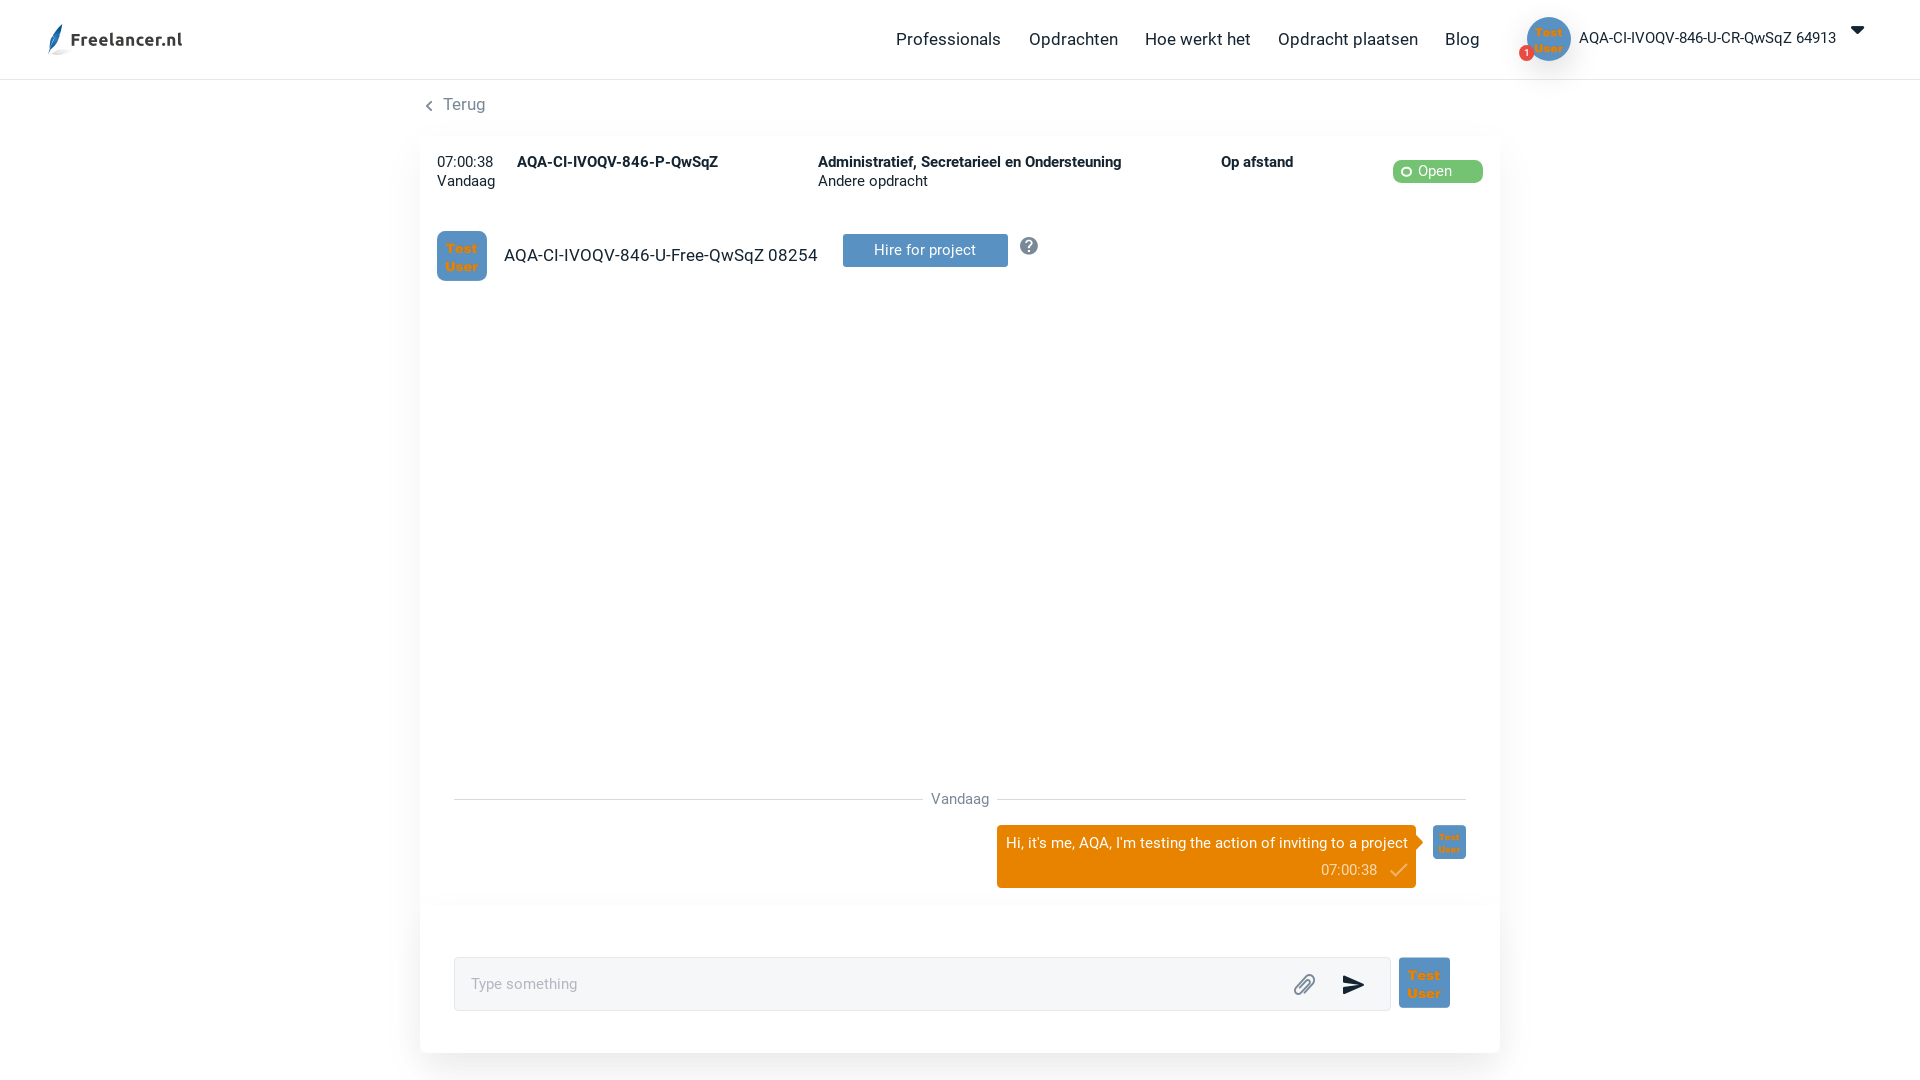 Freelancer.nl
Professionals
Opdrachten
Hoe werkt het
Opdracht plaatsen
Blog
Test
User
1
AQA-CI-IVOQV-846-U-CR-QwSqZ 64913
Terug
07:00:38
Vandaag
AQA-CI-IVOQV-846-P-QwSqZ
Administratief, Secretarieel en Ondersteuning
Andere opdracht
Op afstand
Open
Test
User
AQA-CI-IVOQV-846-U-Free-QwSqZ 08254
Hire for project
?
Vandaag
Hi, it's me, AQA, I'm testing the action of inviting to a project
07:00:38
Test
User
Type something
Test
User